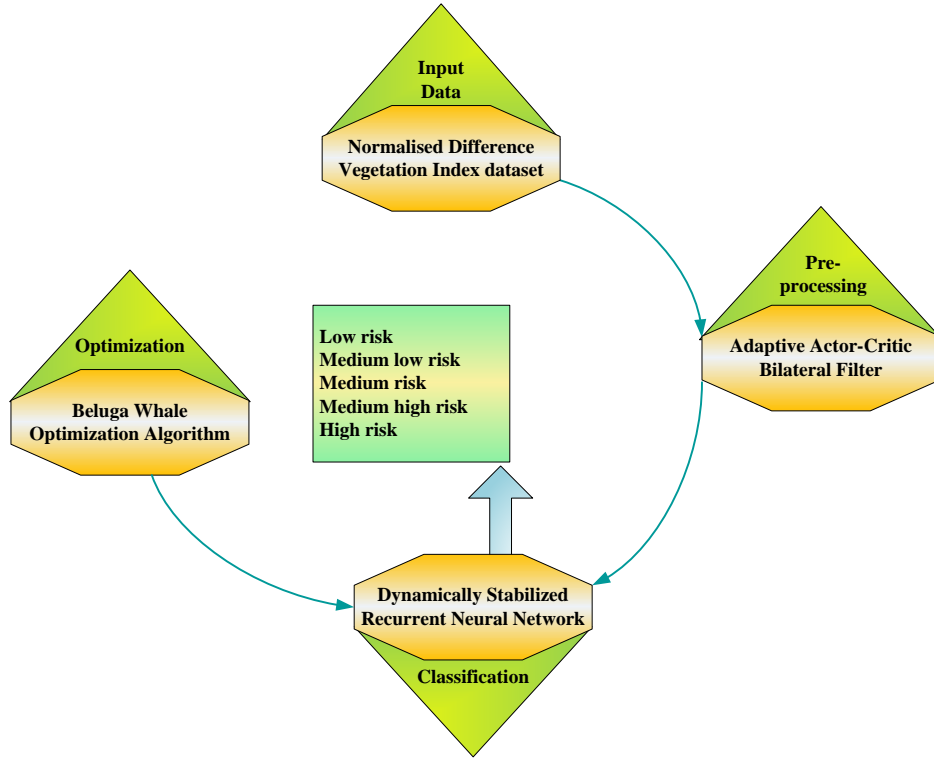 Input
Data
Normalised Difference
Vegetation Index dataset
Pre-
processing
Adaptive Actor-Critic
Bilateral Filter
Optimization
Beluga Whale
Optimization Algorithm
Low risk
Medium low risk
Medium risk
Medium high risk
High risk
Dynamically Stabilized
Recurrent Neural Network
Classification